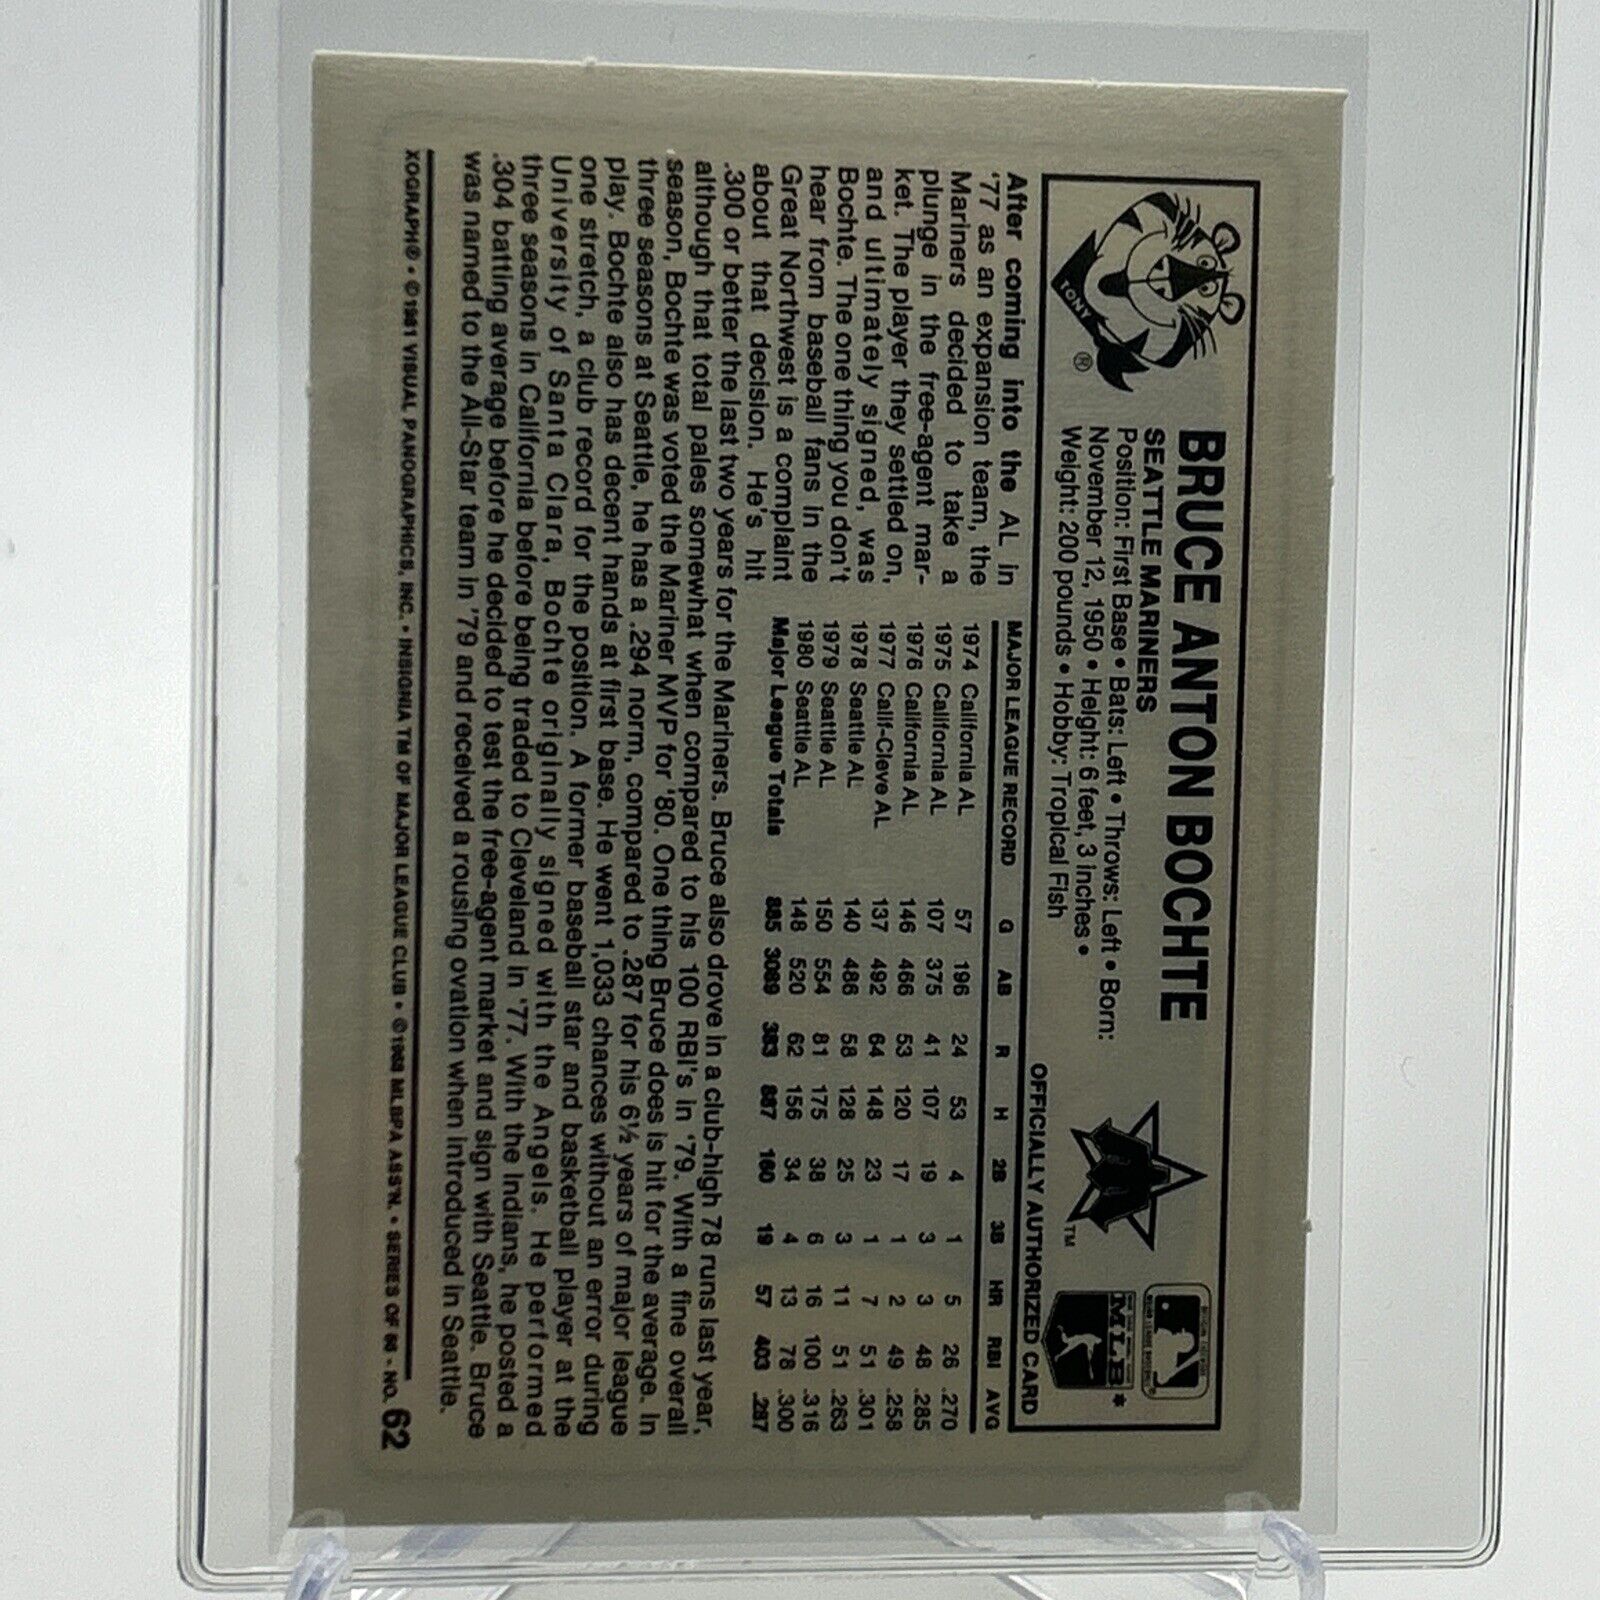 TONY
®
BRUCE ANTON BOCHTE
SEATTLE MARINERS
Position: First Base • Bats: Left • Throws: Left • Born:
November 12, 1950 • Height: 6 feet, 3 inches •
Weight: 200 pounds • Hobby: Tropical Fish
TM
MLB
OFFICIALLY AUTHORIZED CARD
After coming into the AL in
'77 as an expansion team, the
Mariners decided to take a
plunge in the free-agent mar-
ket. The player they settled on,
and ultimately signed, was
Bochte. The one thing you don't
hear from baseball fans in the
Great Northwest is a complaint
about that decision. He's hit
MAJOR LEAGUE RECORD G AB R H 2B 3B HR RBI AVG
1974 California AL 57 196 24 53 4 1 5 26 .270
1975 California AL 107 375 41 107 19 3 3 48 .285
1976 California AL 146 466 53 120 17 1 2 49 .258
1977 Calif-Cleve AL 137 492 64 148 23 1 7 51 .301
1978 Seattle AL 140 486 58 128 25 3 11 51 .263
1979 Seattle AL 150 554 81 175 38 6 16 100 .316
1980 Seattle AL 148 520 62 156 34 4 13 78 .300
Major League Totals 885 3089 383 887 160 19 57 403 .287
.300 or better the last two years for the Mariners. Bruce also drove in a club-high 78 runs last year,
although that total pales somewhat when compared to his 100 RBI's in '79. With a fine overall
season, Bochte was voted the Mariner MVP for '80. One thing Bruce does is hit for the average. In
three seasons at Seattle, he has a .294 norm, compared to .287 for his 6½ years of major league
play. Bochte also has decent hands at first base. He went 1,033 chances without an error during
one stretch, a club record for the position. A former baseball star and basketball player at the
University of Santa Clara, Bochte originally signed with the Angels. He performed
three seasons in California before being traded to Cleveland in '77. With the Indians, he posted a
.304 batting average before he decided to test the free-agent market and sign with Seattle. Bruce
was named to the All-Star team in '79 and received a rousing ovation when introduced in Seattle.
XOGRAPH® • ©1981 VISUAL PANOGRAPHICS, INC. • INSIGNIA TM OF MAJOR LEAGUE CLUB • ©1968 MLBPA ASS'N. • SERIES OF 66 • NO. 62